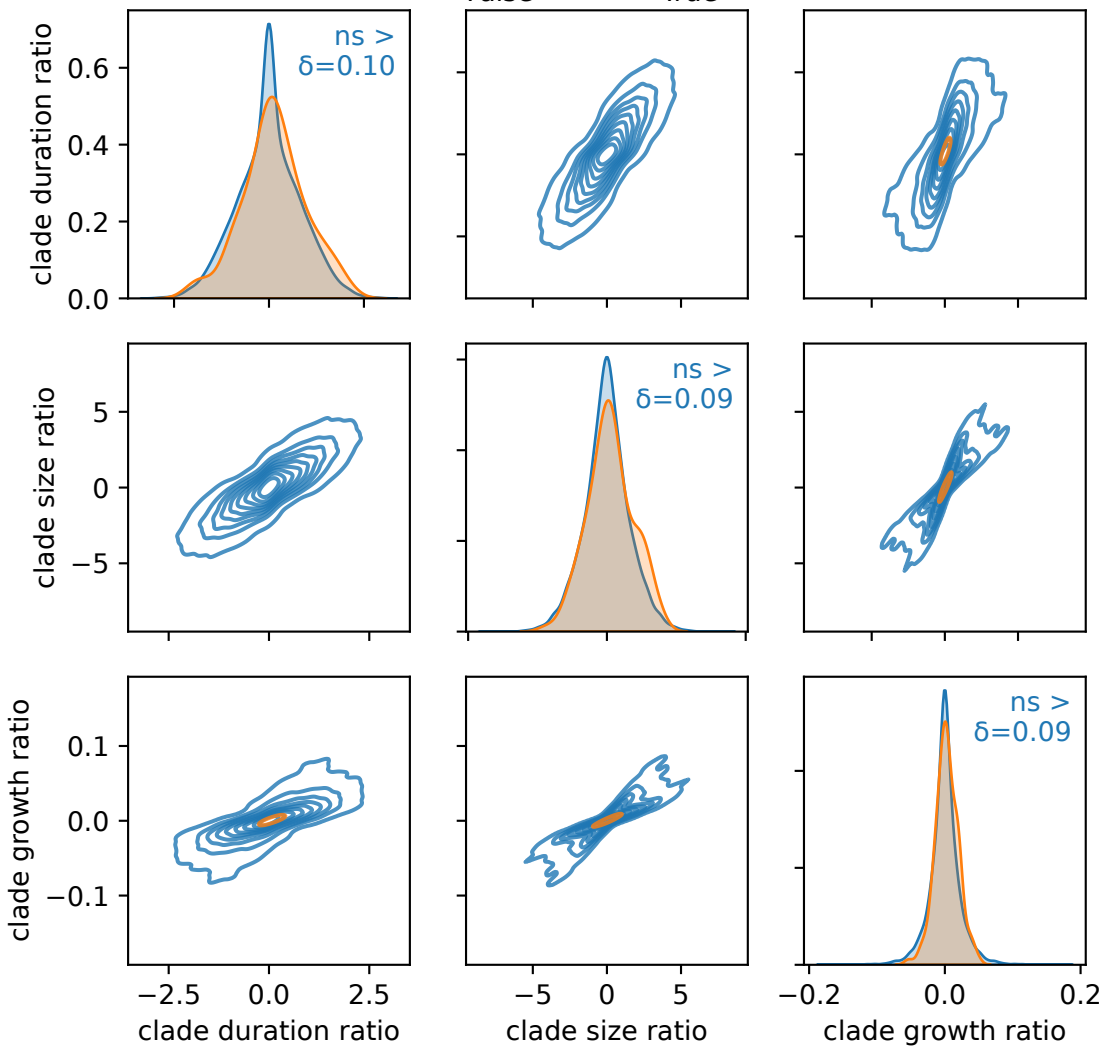 clade duration ratio
0.6
0.4
0.2
0.0
ns >
δ=0.10
−5
0
5
clade size ratio
5
0
−5
ns >
δ=0.09
clade growth ratio
0.1
0.0
−0.1
ns >
δ=0.09
−2.5
0.0
2.5
−5
0
5
−0.2
0.0
0.2
clade duration ratio
clade size ratio
clade growth ratio